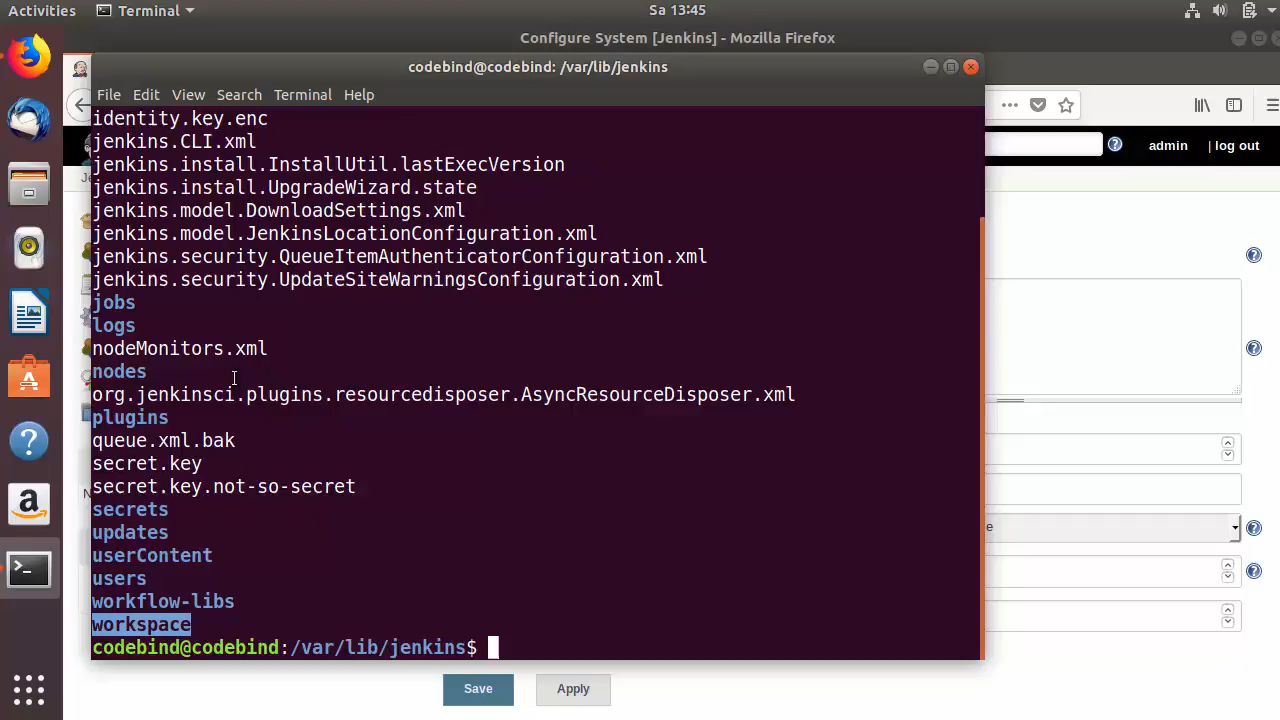 Activities
Terminal
Sa 13:45
Configure System [Jenkins] - Mozilla Firefox
codebind@codebind: /var/lib/jenkins
File Edit View Search Terminal Help
admin | log out
identity.key.enc
jenkins.CLI.xml
jenkins.install.InstallUtil.lastExecVersion
jenkins.install.UpgradeWizard.state
jenkins.model.DownloadSettings.xml
jenkins.model.JenkinsLocationConfiguration.xml
jenkins.security.QueueItemAuthenticatorConfiguration.xml
jenkins.security.UpdateSiteWarningsConfiguration.xml
jobs
logs
nodeMonitors.xml
nodes
org.jenkinsci.plugins.resourcedisposer.AsyncResourceDisposer.xml
plugins
queue.xml.bak
secret.key
secret.key.not-so-secret
secrets
updates
userContent
users
workflow-libs
workspace
codebind@codebind:/var/lib/jenkins$
Save
Apply